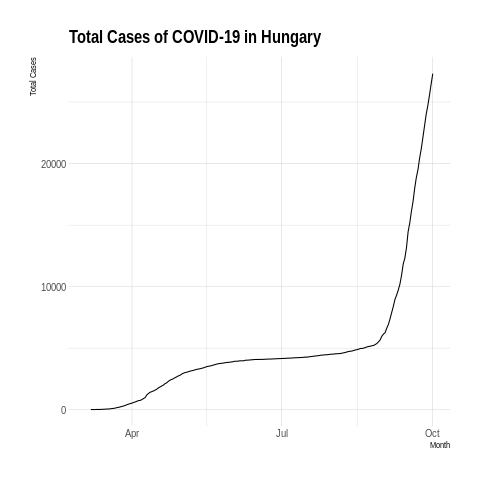 Total Cases of COVID-19 in Hungary
Total Cases
20000
10000
0
Apr Jul Oct
Month